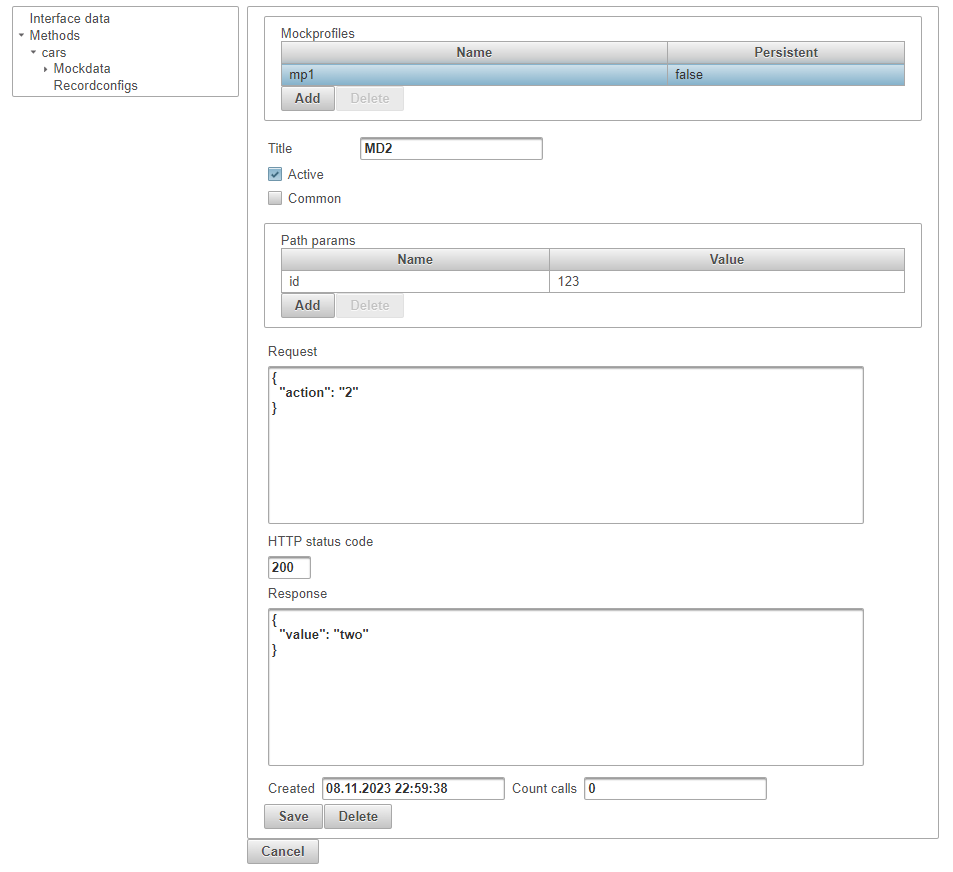 Interface data
Methods
cars
Mockdata
Recordconfigs
Mockprofiles
Name Persistent
mp1 false
Add Delete
Title MD2
Active
Common
Path params
Name Value
id 123
Add Delete
Request
{
"action": "2"
}
HTTP status code
200
Response
{
"value": "two"
}
Created 08.11.2023 22:59:38 Count calls 0
Save Delete
Cancel